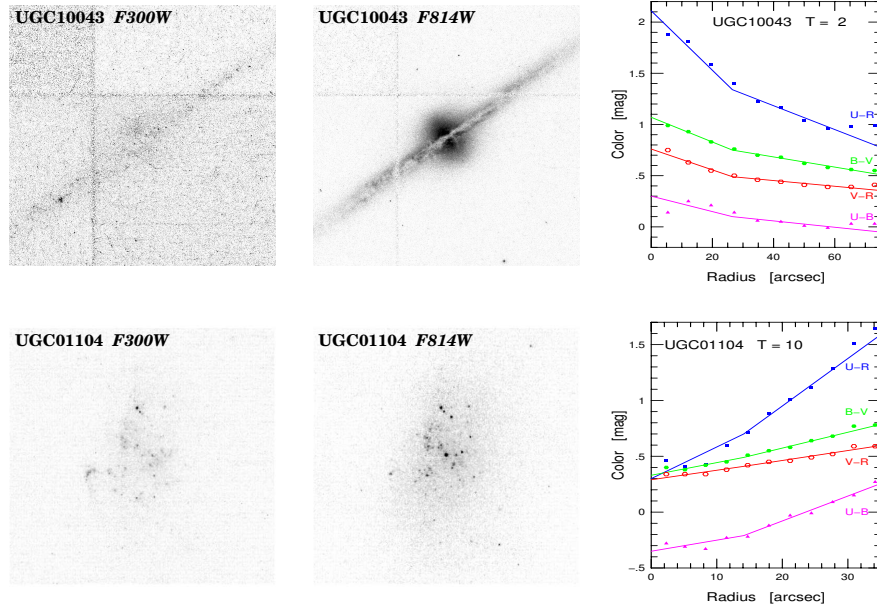 UGC10043 F300W
UGC10043 F814W
UGC10043 T = 2
2
1.5
1
.5
0
Color [mag]
U−R
B−V
V−R
U−B
0 20 40 60
Radius [arcsec]
UGC01104 F300W
UGC01104 F814W
UGC01104 T = 10
1.5
1
.5
0
−.5
Color [mag]
U−R
B−V
V−R
U−B
0 10 20 30
Radius [arcsec]